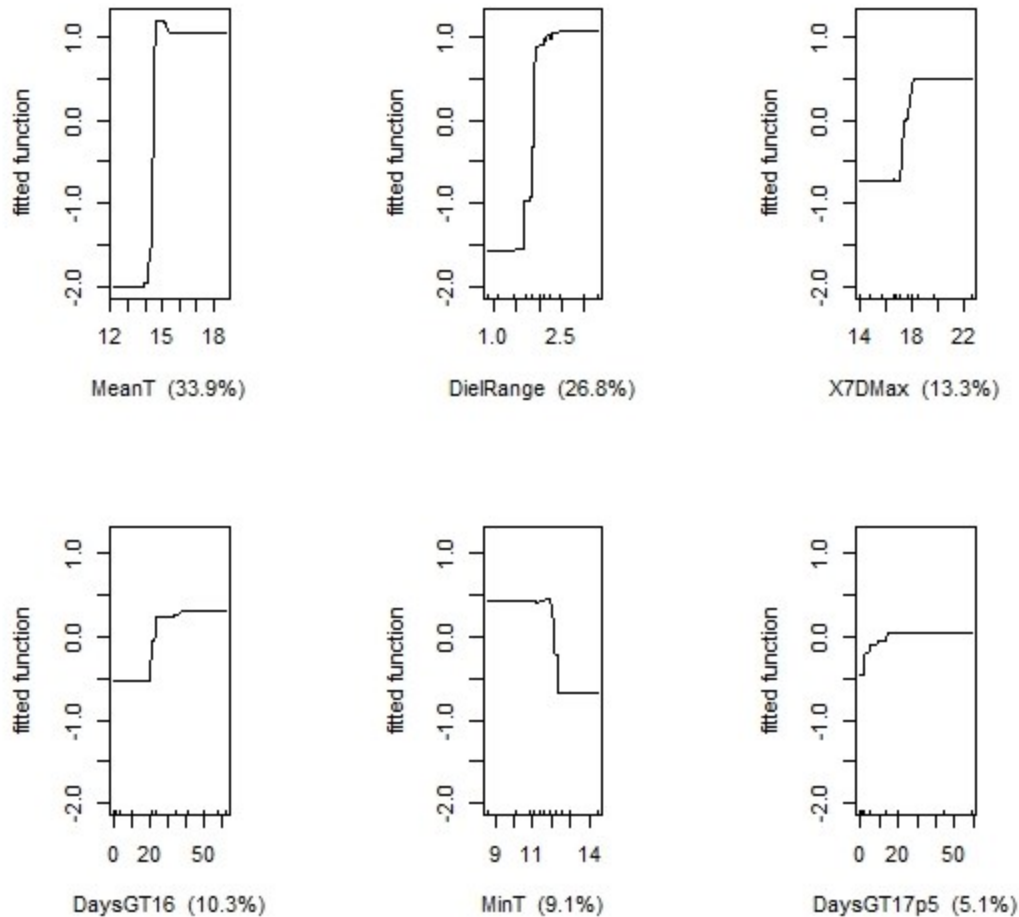 fitted function
-2.0 -1.0 0.0 1.0
12 15 18
MeanT (33.9%)
fitted function
-2.0 -1.0 0.0 1.0
1.0 2.5
DielRange (26.8%)
fitted function
-2.0 -1.0 0.0 1.0
14 18 22
X7DMax (13.3%)
fitted function
-2.0 -1.0 0.0 1.0
0 20 50
DaysGT16 (10.3%)
fitted function
-2.0 -1.0 0.0 1.0
9 11 14
MinT (9.1%)
fitted function
-2.0 -1.0 0.0 1.0
0 20 50
DaysGT17p5 (5.1%)